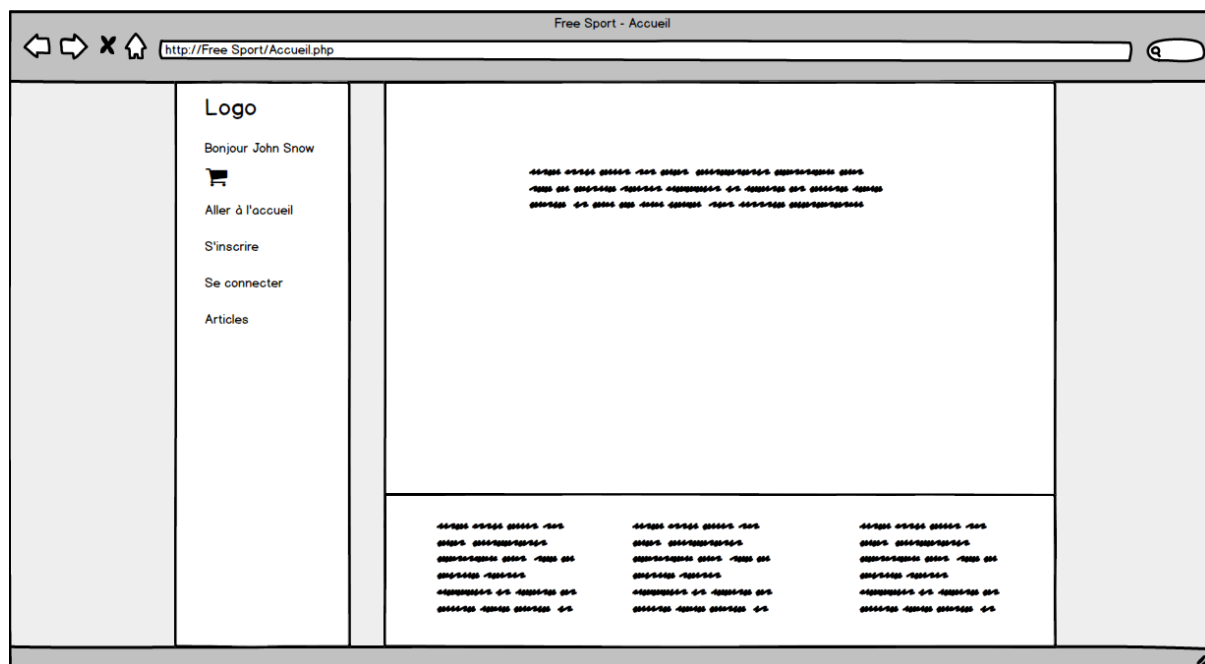 Free Sport - Accueil
http://Free Sport/Accueil.php
Logo
Bonjour John Snow
Aller à l'accueil
S'inscrire
Se connecter
Articles